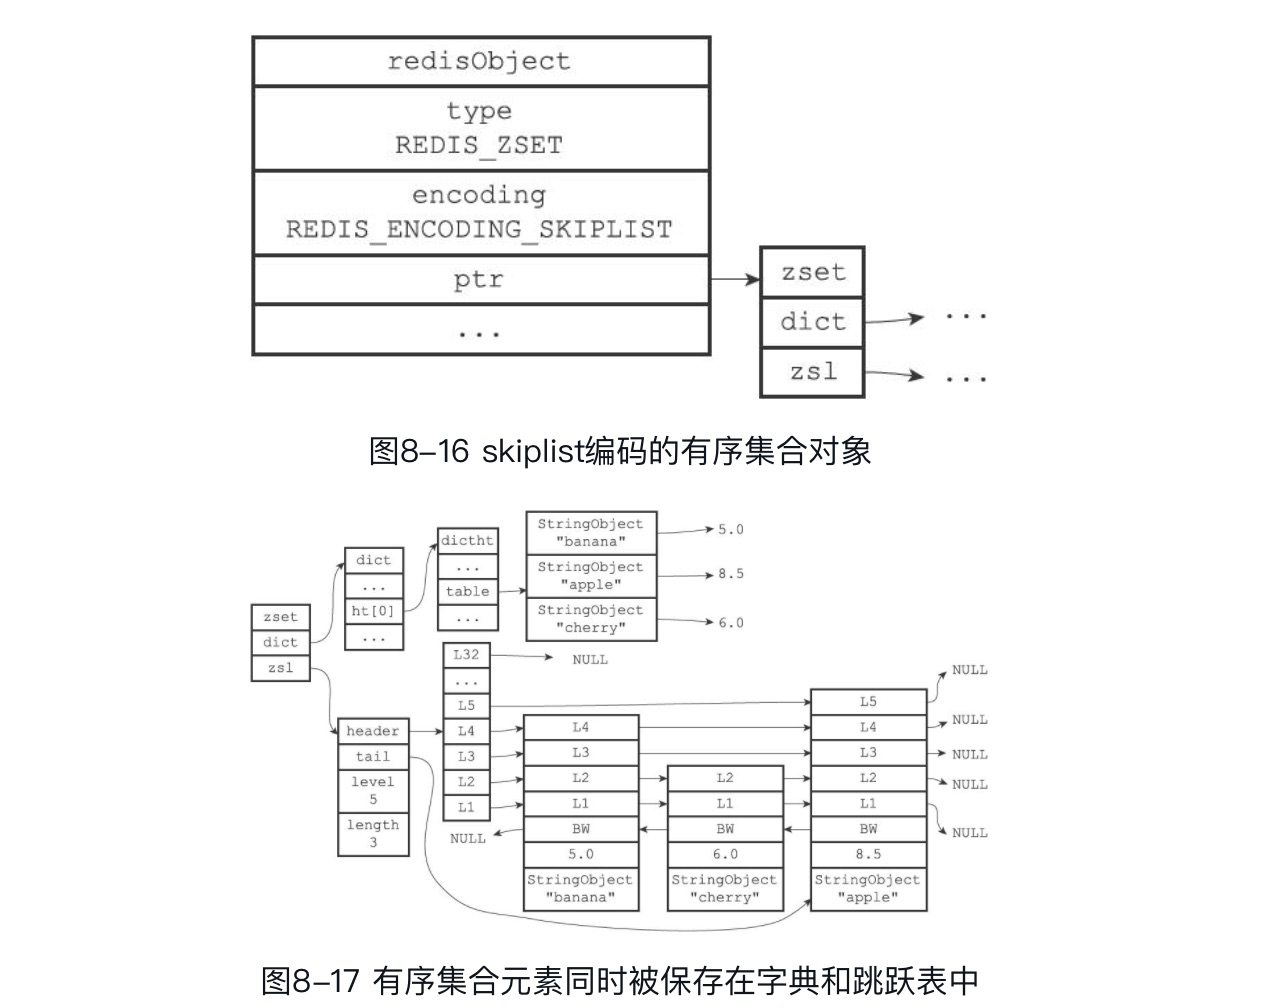 redisObject
type
REDIS_ZSET
encoding
REDIS_ENCODING_SKIPLIST
ptr
...
zset
dict
zsl
...
...
图8–16 skiplist编码的有序集合对象
zset
dict
zsl
dict
...
ht[0]
...
dictht
...
table
...
StringObject
"banana"
StringObject
"apple"
StringObject
"cherry"
5.0
8.5
6.0
header
tail
level
5
length
3
L32
...
L5
L4
L3
L2
L1
NULL
NULL
L4
L3
L2
L1
BW
5.0
StringObject
"banana"
L2
L1
BW
6.0
StringObject
"cherry"
L5
L4
L3
L2
L1
BW
8.5
StringObject
"apple"
NULL
NULL
NULL
NULL
NULL
图8–17 有序集合元素同时被保存在字典和跳跃表中